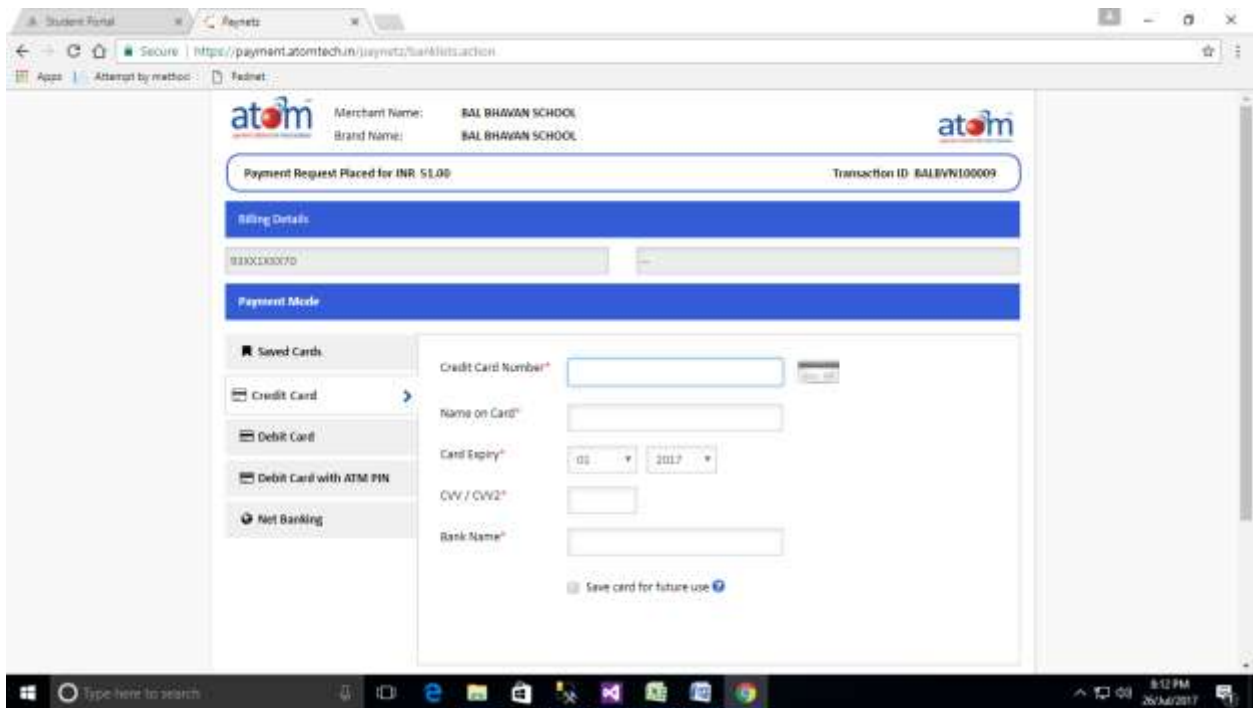 Student Portal
Paynetz
Secure | https://payment.atomtech.in/paynetz/banklists.action
Apps
Attempt by method
Fednet
atom
Merchant Name: BAL BHAVAN SCHOOL
Brand Name: BAL BHAVAN SCHOOL
atom
Payment Request Placed for INR 51.00
Transaction ID BALBVN100009
Billing Details
---
Payment Mode
Saved Cards
Credit Card
Debit Card
Debit Card with ATM PIN
Net Banking
Credit Card Number*
Name on Card*
Card Expiry* 01 2017
CVV / CVV2*
Bank Name*
Save card for future use
Type here to search
6:12 PM
26/Jul/2017